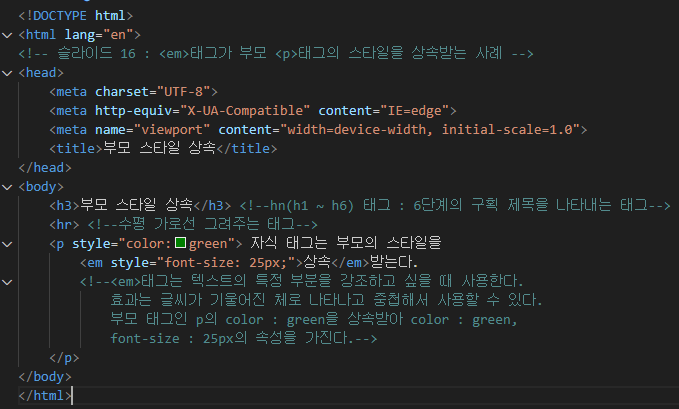 <!DOCTYPE html>
<html lang="en">
<!-- 슬라이드 16 : <em>태그가 부모 <p>태그의 스타일을 상속받는 사례 -->
<head>
<meta charset="UTF-8">
<meta http-equiv="X-UA-Compatible" content="IE=edge">
<meta name="viewport" content="width=device-width, initial-scale=1.0">
<title>부모 스타일 상속</title>
</head>
<body>
<h3>부모 스타일 상속</h3> <!--hn(h1 ~ h6) 태그 : 6단계의 구획 제목을 나타내는 태그-->
<hr> <!--수평 가로선 그려주는 태그-->
<p style="color:green"> 자식 태그는 부모의 스타일을
<em style="font-size: 25px;">상속</em>받는다.
<!--<em>태그는 텍스트의 특정 부분을 강조하고 싶을 때 사용한다.
효과는 글씨가 기울어진 체로 나타나고 중첩해서 사용할 수 있다.
부모 태그인 p의 color : green을 상속받아 color : green,
font-size : 25px의 속성을 가진다.-->
</p>
</body>
</html>